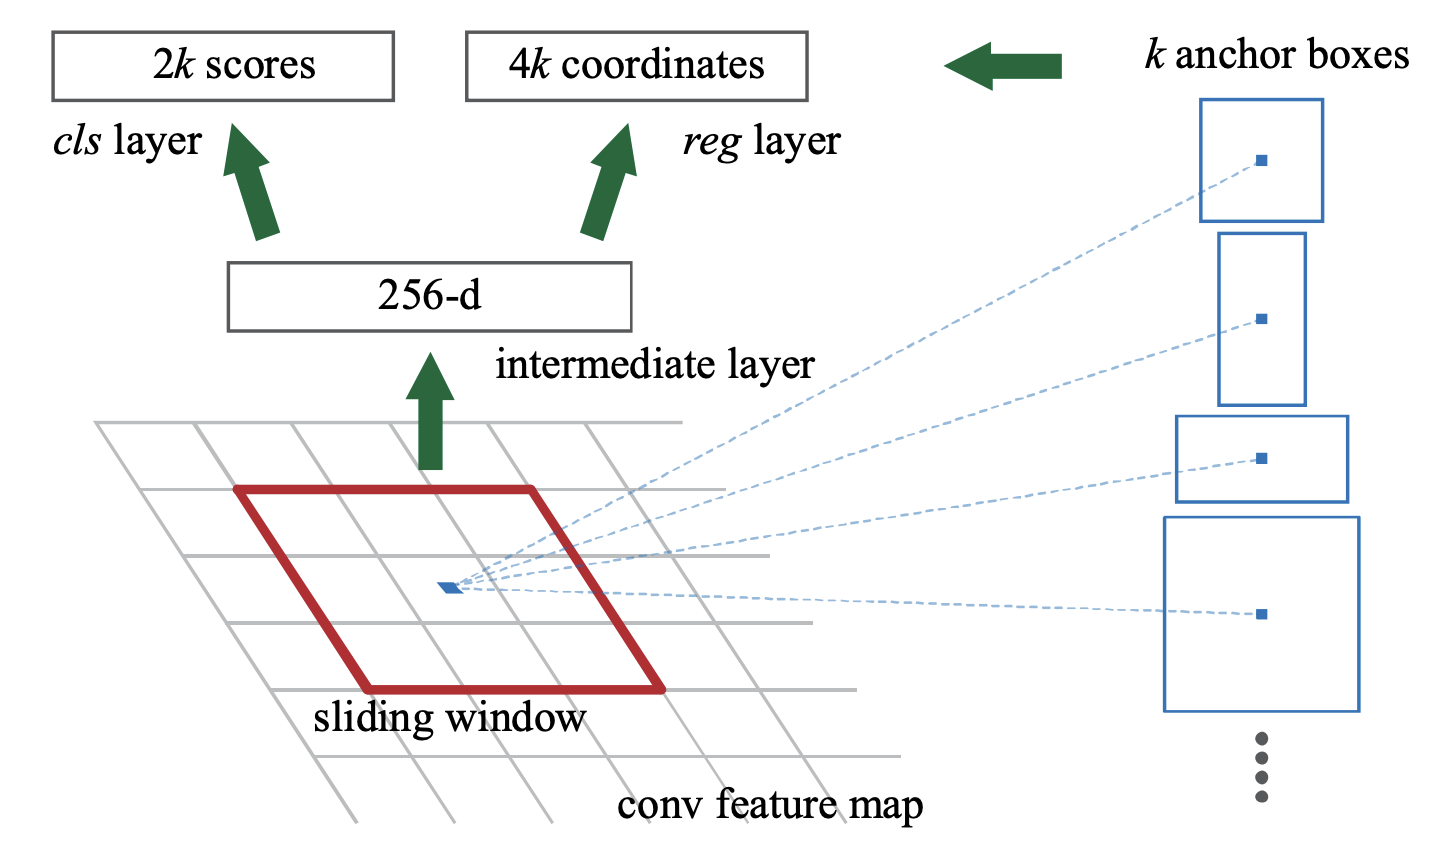 2k scores
4k coordinates
k anchor boxes
cls layer
reg layer
256-d
intermediate layer
sliding window
conv feature map